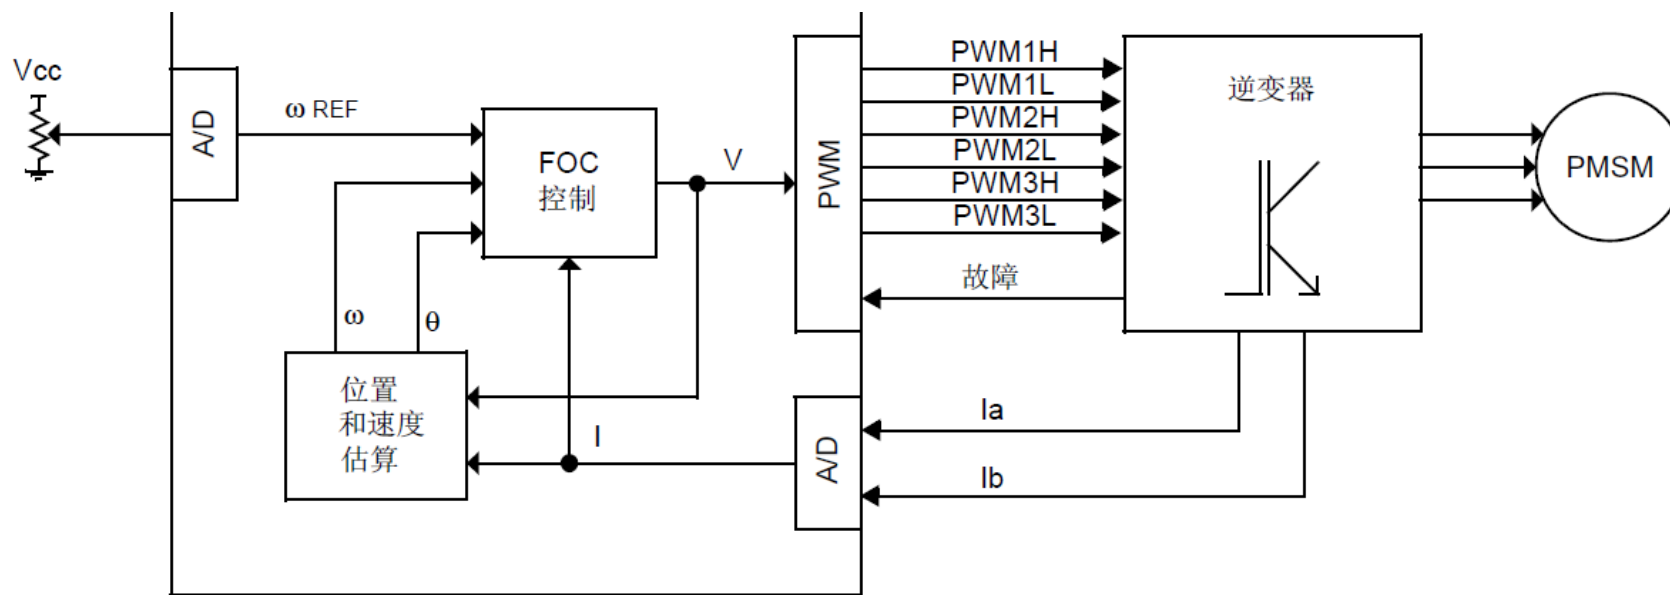 Vcc
A/D
ω REF
FOC
控制
V
PWM
PWM1H
PWM1L
PWM2H
PWM2L
PWM3H
PWM3L
故障
逆变器
PMSM
ω
θ
位置
和速度
估算
I
A/D
Ia
Ib